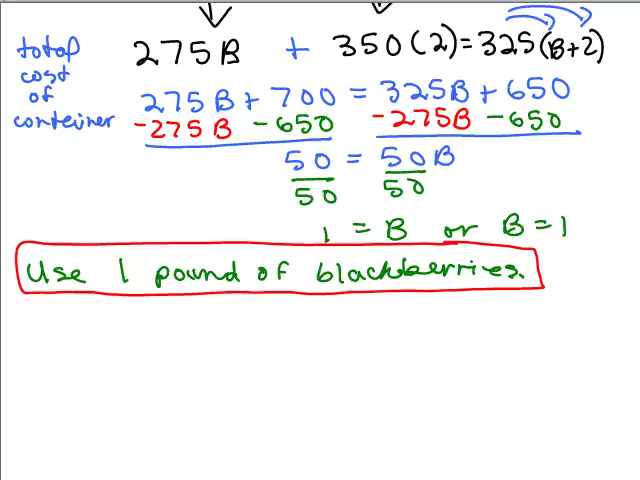 total cost of container
275B + 350(2)=325(B+2)
275B + 700 = 325B + 650
-275B -650 -275B -650
50 = 50B
50 50
1 = B or B = 1
Use 1 pound of blackberries.